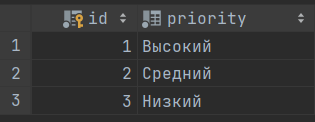 id priority
1 1 Высокий
2 2 Средний
3 3 Низкий